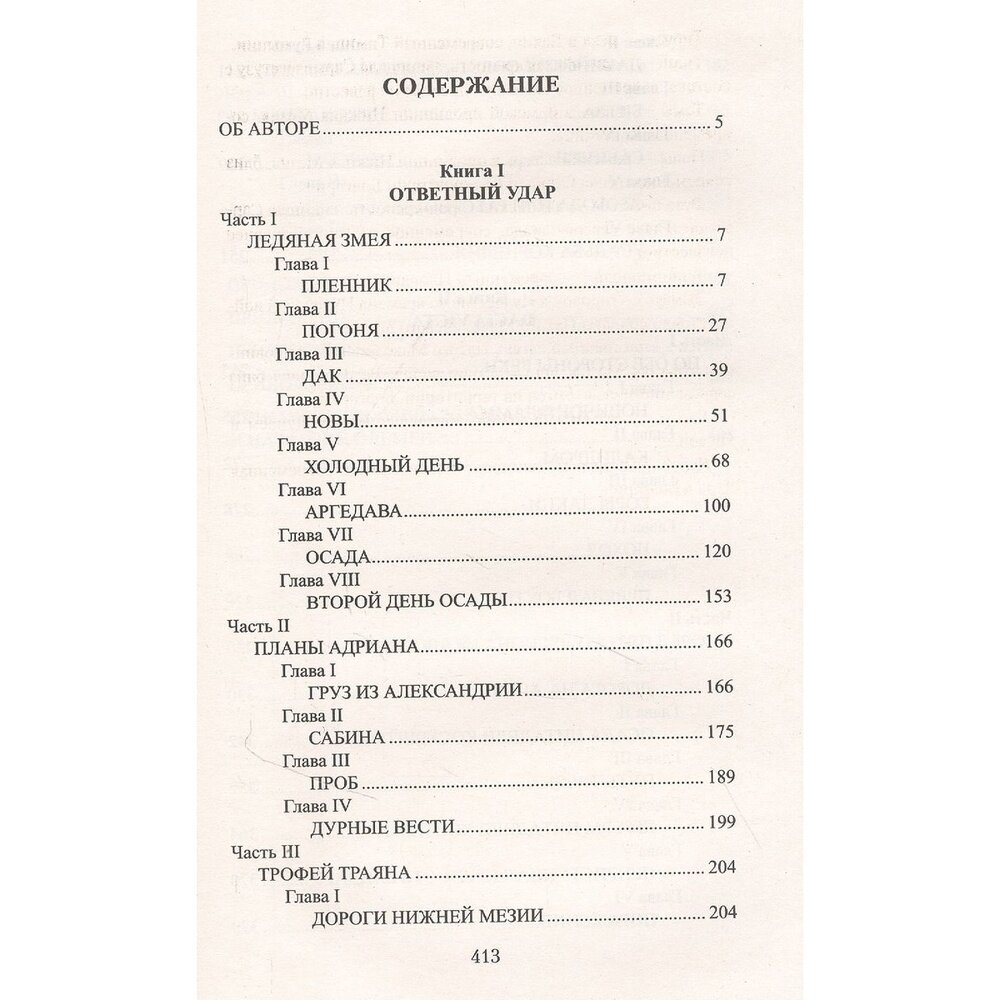 СОДЕРЖАНИЕ
ОБ АВТОРЕ.......................................................... 5
Книга I
ОТВЕТНЫЙ УДАР
Часть I
ЛЕДЯНАЯ ЗМЕЯ.................................................. 7
Глава I
ПЛЕННИК.................................................. 7
Глава II
ПОГОНЯ.................................................. 27
Глава III
ДАК.................................................. 39
Глава IV
НОВЫ.................................................. 51
Глава V
ХОЛОДНЫЙ ДЕНЬ.................................. 68
Глава VI
АРГЕДАВА.......................................... 100
Глава VII
ОСАДА.............................................. 120
Глава VIII
ВТОРОЙ ДЕНЬ ОСАДЫ.......................... 153
Часть II
ПЛАНЫ АДРИАНА.................................. 166
Глава I
ГРУЗ ИЗ АЛЕКСАНДРИИ.......................... 166
Глава II
САБИНА.............................................. 175
Глава III
ПРОБ.................................................. 189
Глава IV
ДУРНЫЕ ВЕСТИ.................................. 199
Часть III
ТРОФЕЙ ТРАЯНА.................................. 204
Глава I
ДОРОГИ НИЖНЕЙ МЕЗИИ.......................... 204
413